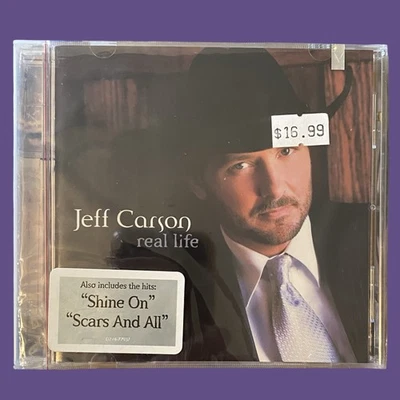 $16.99
Jeff Carson
real life
Also includes the hits:
"Shine On"
"Scars And All"